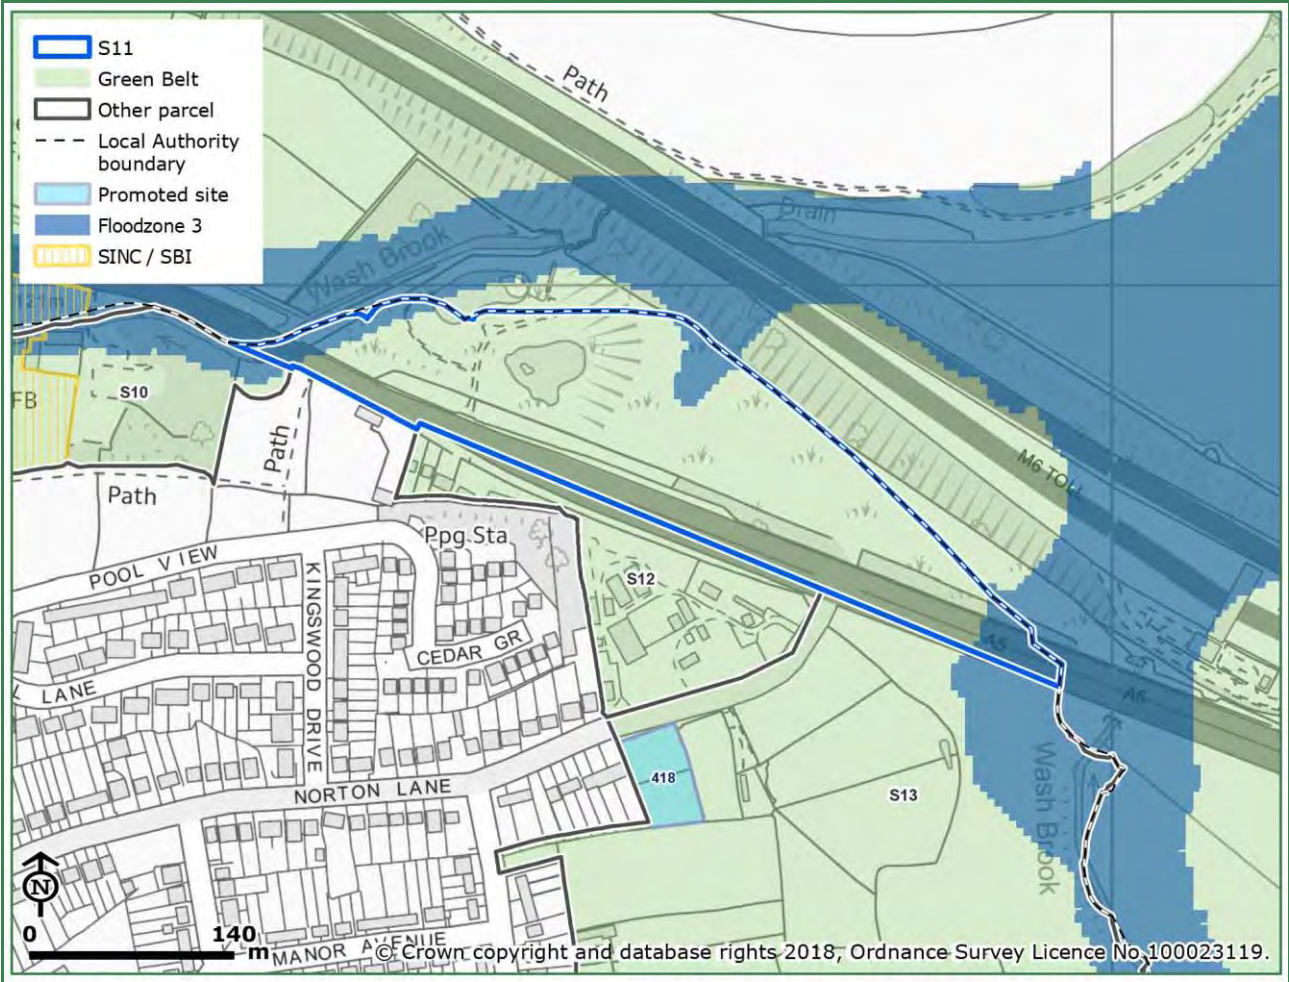 S11
Green Belt
Other parcel
Local Authority
boundary
Promoted site
Floodzone 3
SINC / SBI
Path
Drain
Wash Brook
S10
FB
Path
Path
M6 TOLL
Ppg Sta
POOL VIEW
KINGSWOOD DRIVE
S12
CEDAR GR
A5
A5
L LANE
418
S13
NORTON LANE
Wash Brook
N
0 140 m
MANOR AVENUE
© Crown copyright and database rights 2018, Ordnance Survey Licence No 100023119.